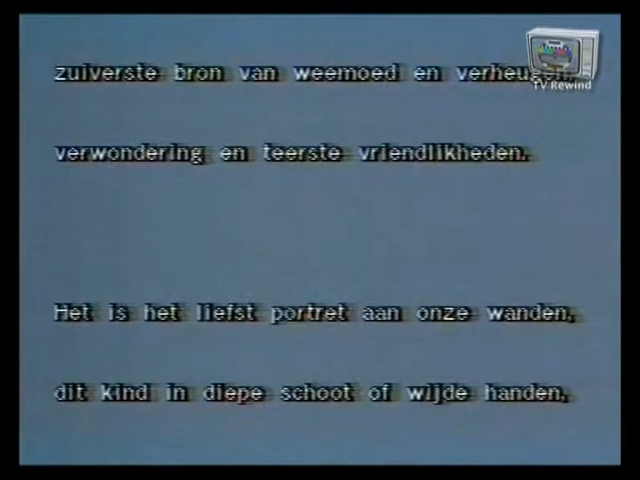 TV Rewind
zuiverste bron van weemoed en verheugen,
verwondering en teerste vriendlikheden.
Het is het liefst portret aan onze wanden,
dit kind in diepe schoot of wijde handen,